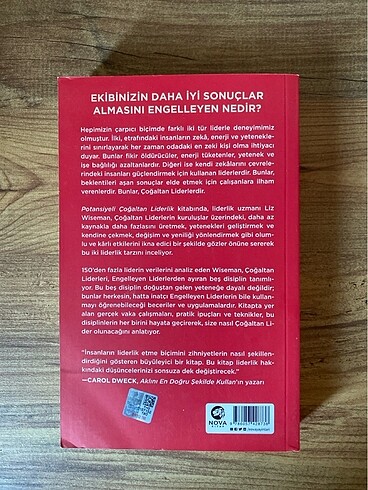 EKİBİNİZİN DAHA İYİ SONUÇLAR
ALMASINI ENGELLEYEN NEDİR?
Hepimizin çarpıcı biçimde farklı iki tür liderle deneyimimiz
olmuştur. İlki, etrafındaki insanların zekâ, enerji ve yetenekle-
rini sınırlayarak her zaman odadaki en zeki kişi olma ihtiyacı
duyar. Bunlar fikir öldürücüler, enerji tüketenler, yetenek ve
işe bağlılığı azaltanlardır. Diğeri ise kendi zekâlarını çevrele-
rindeki insanları güçlendirmek için kullanan liderlerdir. Bunlar,
beklentileri aşan sonuçlar elde etmek için çalışanlara ilham
verenlerdir. Bunlar, Çoğaltan Liderlerdir.
Potansiyeli Çoğaltan Liderlik kitabında, liderlik uzmanı Liz
Wiseman, Çoğaltan Liderlerin kuruluşlar üzerindeki, daha az
kaynakla daha fazlasını üretmek, yetenekleri geliştirmek ve
kendine çekmek, değişim ve yeniliği yönlendirmek gibi olum-
lu ve kârlı etkilerini ikna edici bir şekilde gözler önüne sererek
bu iki liderlik tarzını inceliyor.
150'den fazla liderin verilerini analiz eden Wiseman, Çoğaltan
Liderleri, Engelleyen Liderlerden ayıran beş disiplin tanımlı-
yor. Bu beş disiplin doğuştan gelen yeteneğe dayalı değildir;
bunlar herkesin, hatta inatçı Engelleyen Liderlerin bile kullan-
mayı öğrenebileceği beceriler ve uygulamalardır. Kitapta yer
alan gerçek vaka çalışmaları, pratik ipuçları ve teknikler, bu
disiplinlerin her birini hayata geçirerek, size nasıl Çoğaltan Li-
der olunacağını anlatıyor.
"İnsanların liderlik etme biçimini zihniyetlerin nasıl şekillen-
dirdiğini gösteren büyüleyici bir kitap. Bu kitap liderlik hak-
kındaki düşüncelerinizi sonsuza dek değiştirecek."
—CAROL DWECK, Aklını En Doğru Şekilde Kullan'ın yazarı
NOVA
KİTAP